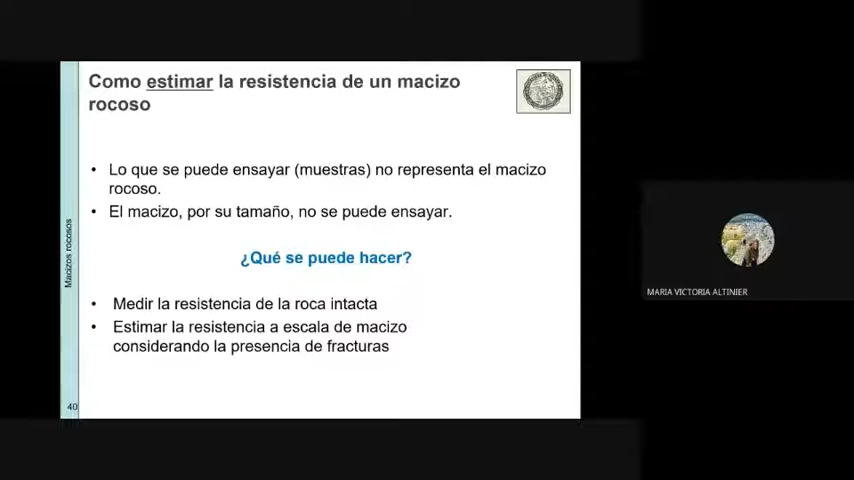 Como estimar la resistencia de un macizo
rocoso
• Lo que se puede ensayar (muestras) no representa el macizo
rocoso.
• El macizo, por su tamaño, no se puede ensayar.
¿Qué se puede hacer?
• Medir la resistencia de la roca intacta
• Estimar la resistencia a escala de macizo
considerando la presencia de fracturas
Macizos rocosos
40
MARIA VICTORIA ALTINIER